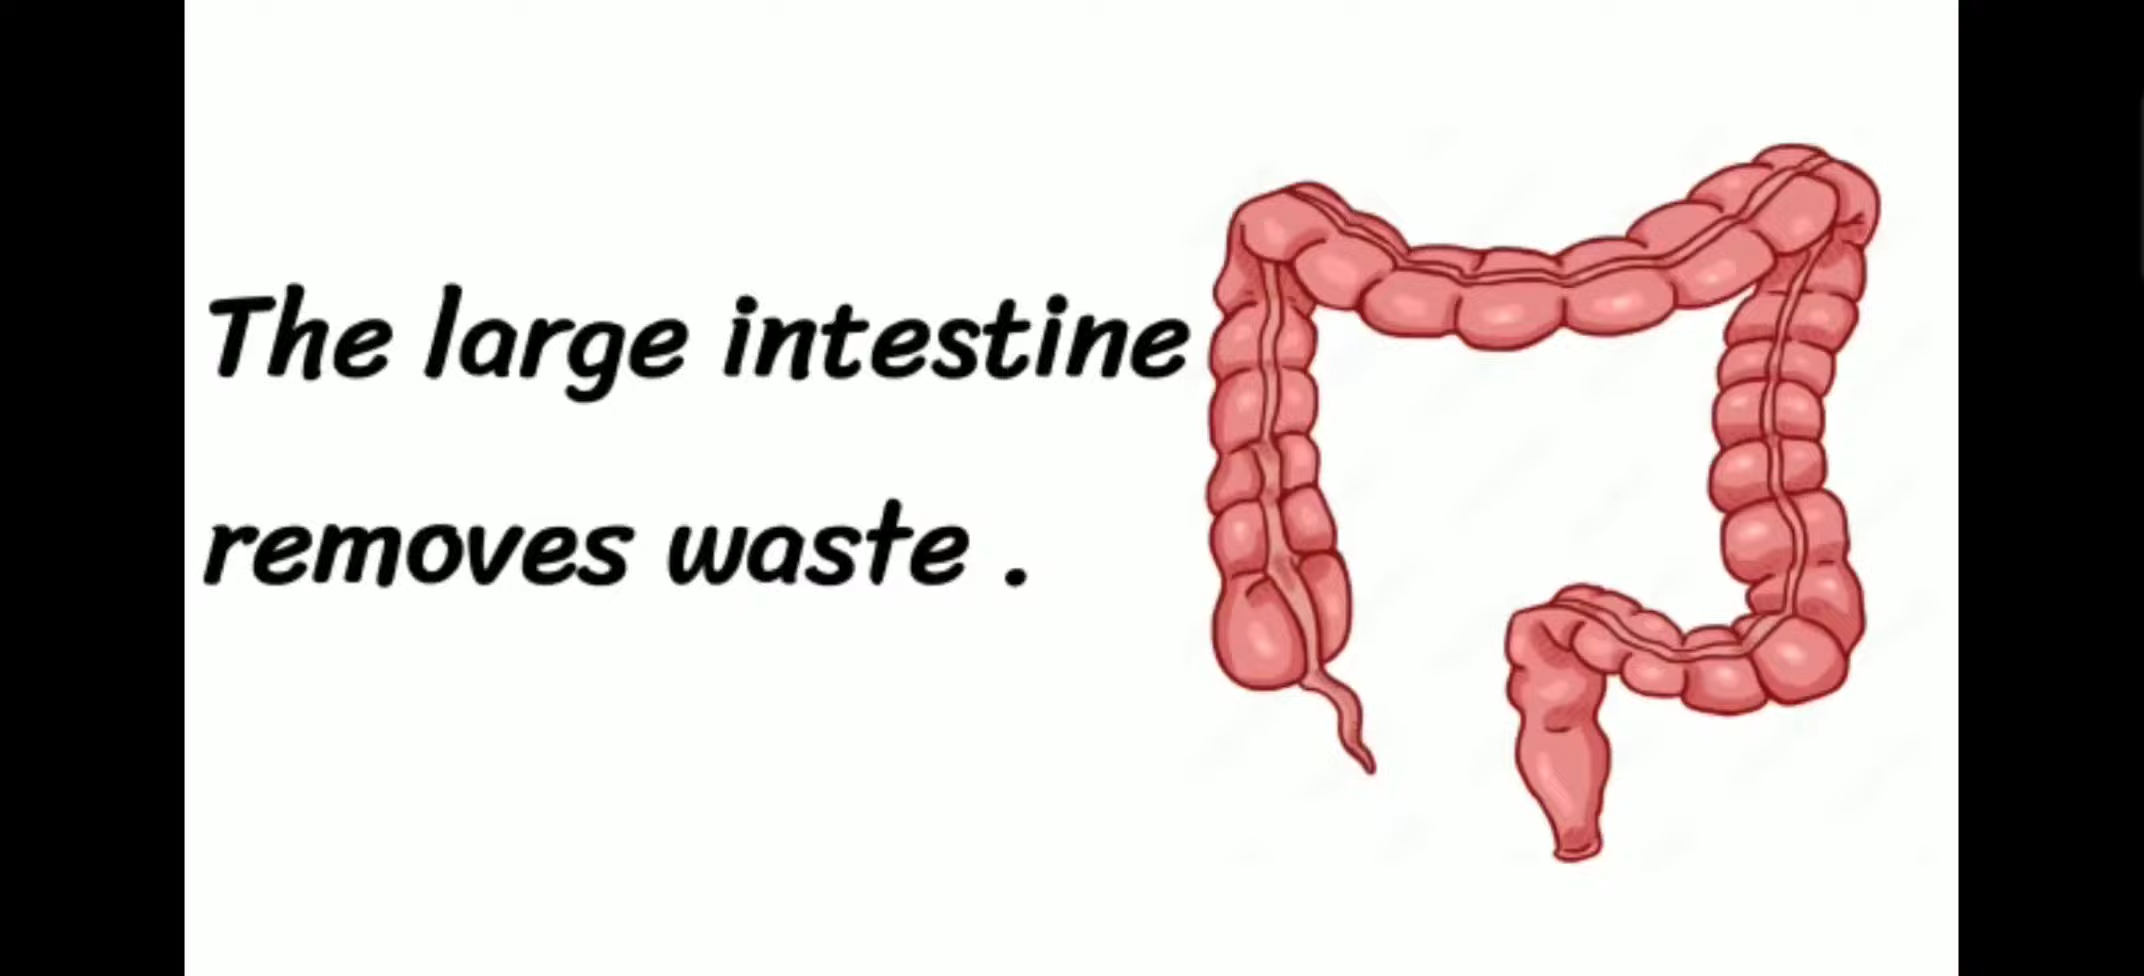 The large intestine
removes waste .